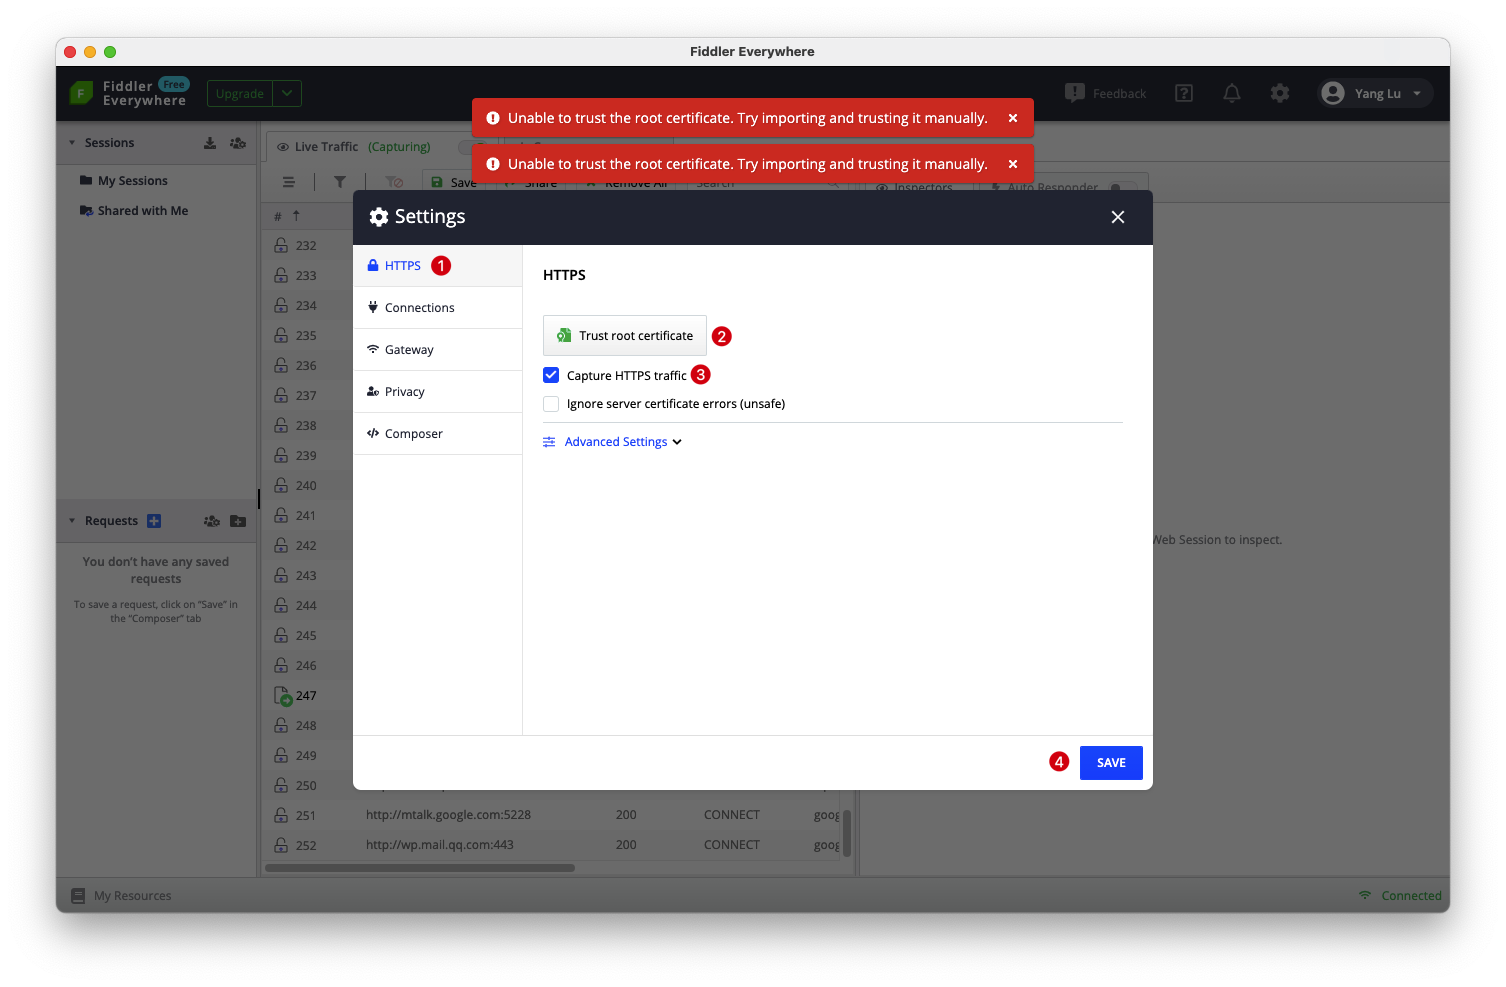 Fiddler Everywhere
Fiddler Free
Everywhere
Upgrade
Feedback
Yang Lu
Unable to trust the root certificate. Try importing and trusting it manually.
Unable to trust the root certificate. Try importing and trusting it manually.
Sessions
Live Traffic (Capturing)
My Sessions
Shared with Me
Save
Share
Remove All
Search
Inspectors
Auto Responder
Settings
#
HTTPS 1
Connections
Gateway
Privacy
Composer
HTTPS
Trust root certificate 2
Capture HTTPS traffic 3
Ignore server certificate errors (unsafe)
Advanced Settings
4 SAVE
232
233
234
235
236
237
238
239
240
241
242
243
244
245
246
247
248
249
250
251 http://mtalk.google.com:5228 200 CONNECT goog
252 http://wp.mail.qq.com:443 200 CONNECT goog
Web Session to inspect.
Requests
You don't have any saved
requests
To save a request, click on "Save" in
the "Composer" tab
My Resources
Connected